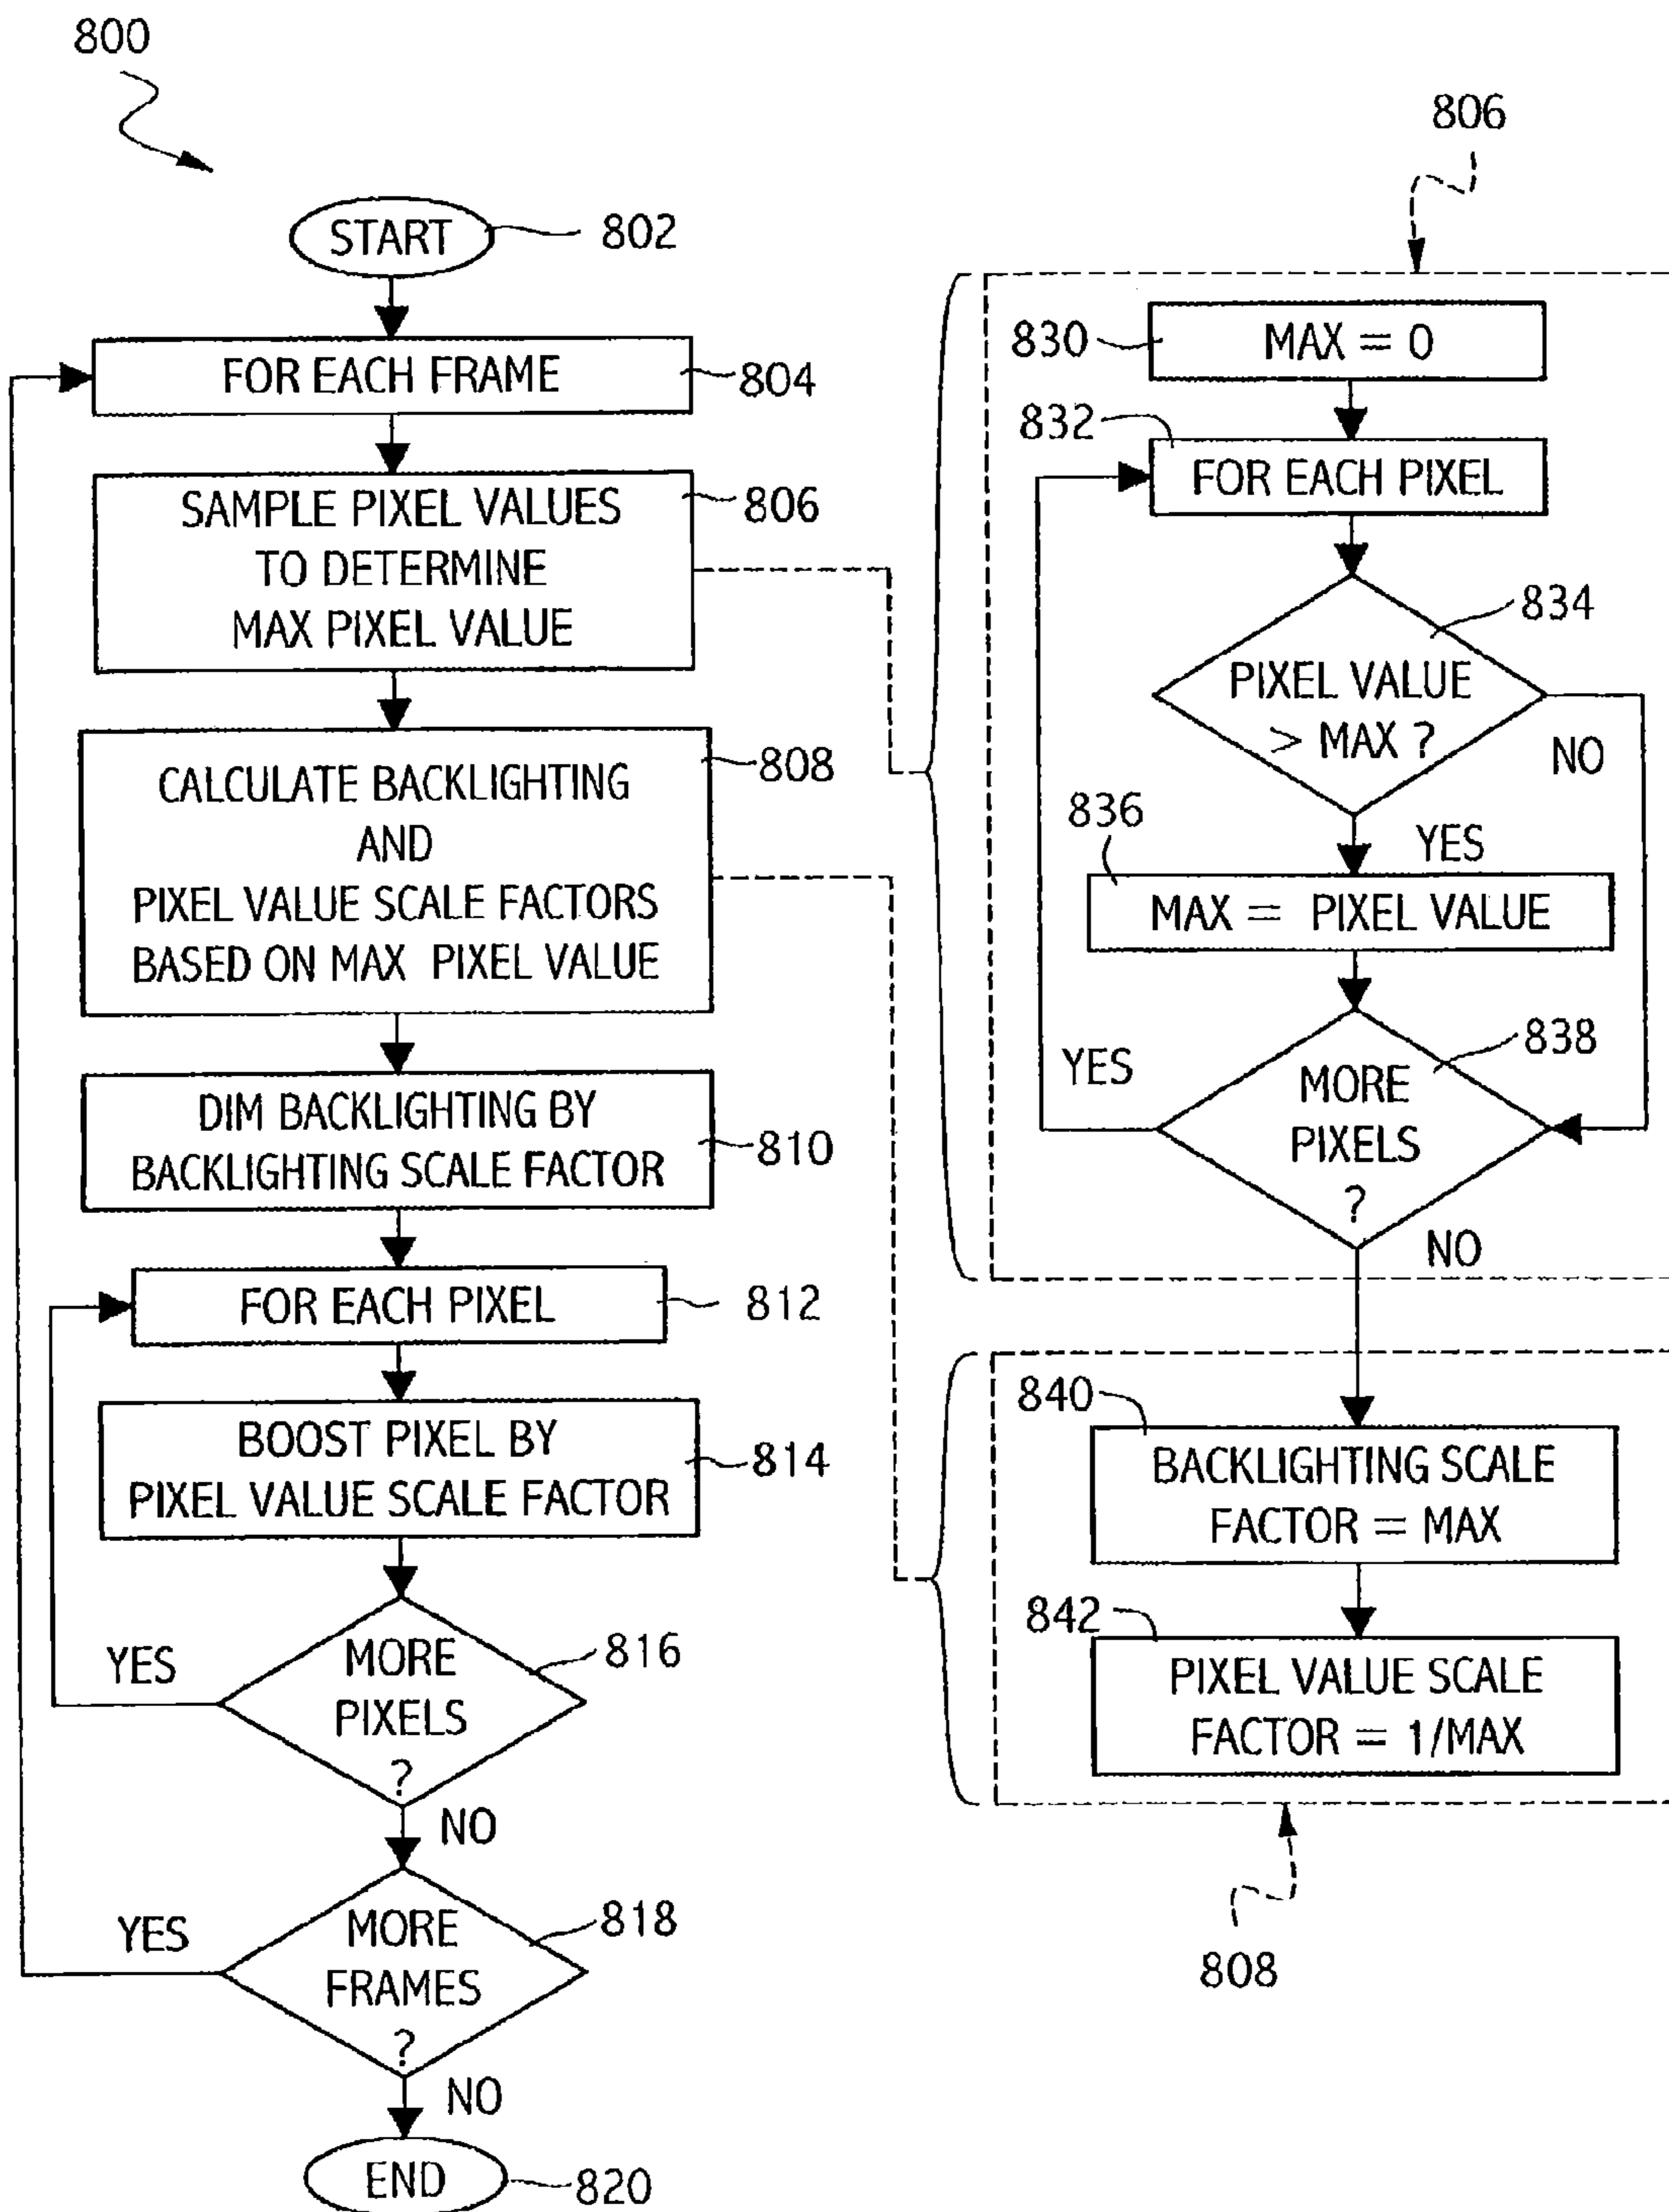 800
START
802
FOR EACH FRAME
804
SAMPLE PIXEL VALUES
TO DETERMINE
MAX PIXEL VALUE
806
CALCULATE BACKLIGHTING
AND
PIXEL VALUE SCALE FACTORS
BASED ON MAX PIXEL VALUE
808
DIM BACKLIGHTING BY
BACKLIGHTING SCALE FACTOR
810
FOR EACH PIXEL
812
BOOST PIXEL BY
PIXEL VALUE SCALE FACTOR
814
MORE
PIXELS
?
816
YES
NO
MORE
FRAMES
?
818
YES
NO
END
820
806
830
MAX = 0
832
FOR EACH PIXEL
834
PIXEL VALUE
> MAX ?
NO
YES
836
MAX = PIXEL VALUE
838
MORE
PIXELS
?
YES
NO
840
BACKLIGHTING SCALE
FACTOR = MAX
842
PIXEL VALUE SCALE
FACTOR = 1/MAX
808